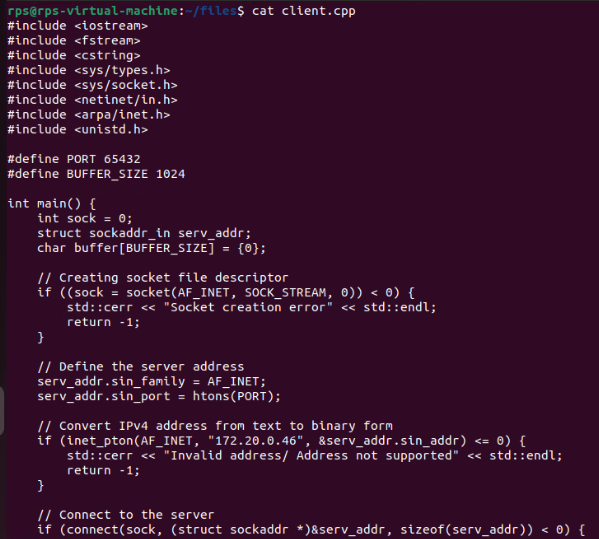 rps@rps-virtual-machine:~/files$ cat client.cpp
#include <iostream>
#include <fstream>
#include <cstring>
#include <sys/types.h>
#include <sys/socket.h>
#include <netinet/in.h>
#include <arpa/inet.h>
#include <unistd.h>

#define PORT 65432
#define BUFFER_SIZE 1024

int main() {
    int sock = 0;
    struct sockaddr_in serv_addr;
    char buffer[BUFFER_SIZE] = {0};

    // Creating socket file descriptor
    if ((sock = socket(AF_INET, SOCK_STREAM, 0)) < 0) {
        std::cerr << "Socket creation error" << std::endl;
        return -1;
    }

    // Define the server address
    serv_addr.sin_family = AF_INET;
    serv_addr.sin_port = htons(PORT);

    // Convert IPv4 address from text to binary form
    if (inet_pton(AF_INET, "172.20.0.46", &serv_addr.sin_addr) <= 0) {
        std::cerr << "Invalid address/ Address not supported" << std::endl;
        return -1;
    }

    // Connect to the server
    if (connect(sock, (struct sockaddr *)&serv_addr, sizeof(serv_addr)) < 0) {